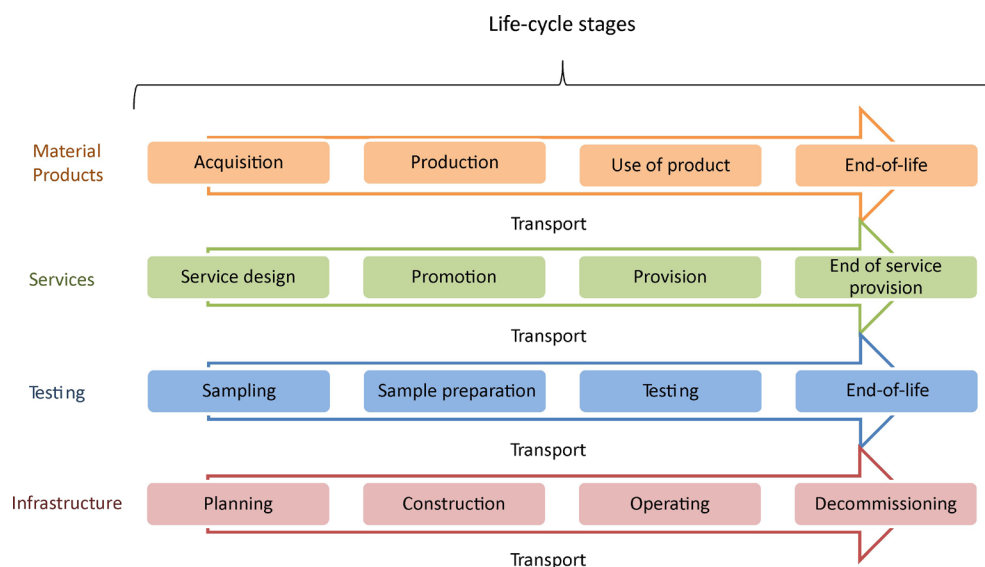 Life-cycle stages
Material
Products
Acquisition
Production
Use of product
End-of-life
Transport
Services
Service design
Promotion
Provision
End of service
provision
Transport
Testing
Sampling
Sample preparation
Testing
End-of-life
Transport
Infrastructure
Planning
Construction
Operating
Decommissioning
Transport